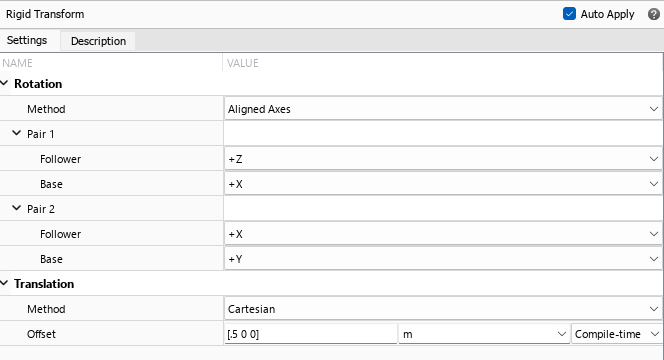 Rigid Transform Auto Apply ?
Settings Description
NAME VALUE
Rotation
Method Aligned Axes
Pair 1
Follower +Z
Base +X
Pair 2
Follower +X
Base +Y
Translation
Method Cartesian
Offset [.5 0 0] m Compile-time